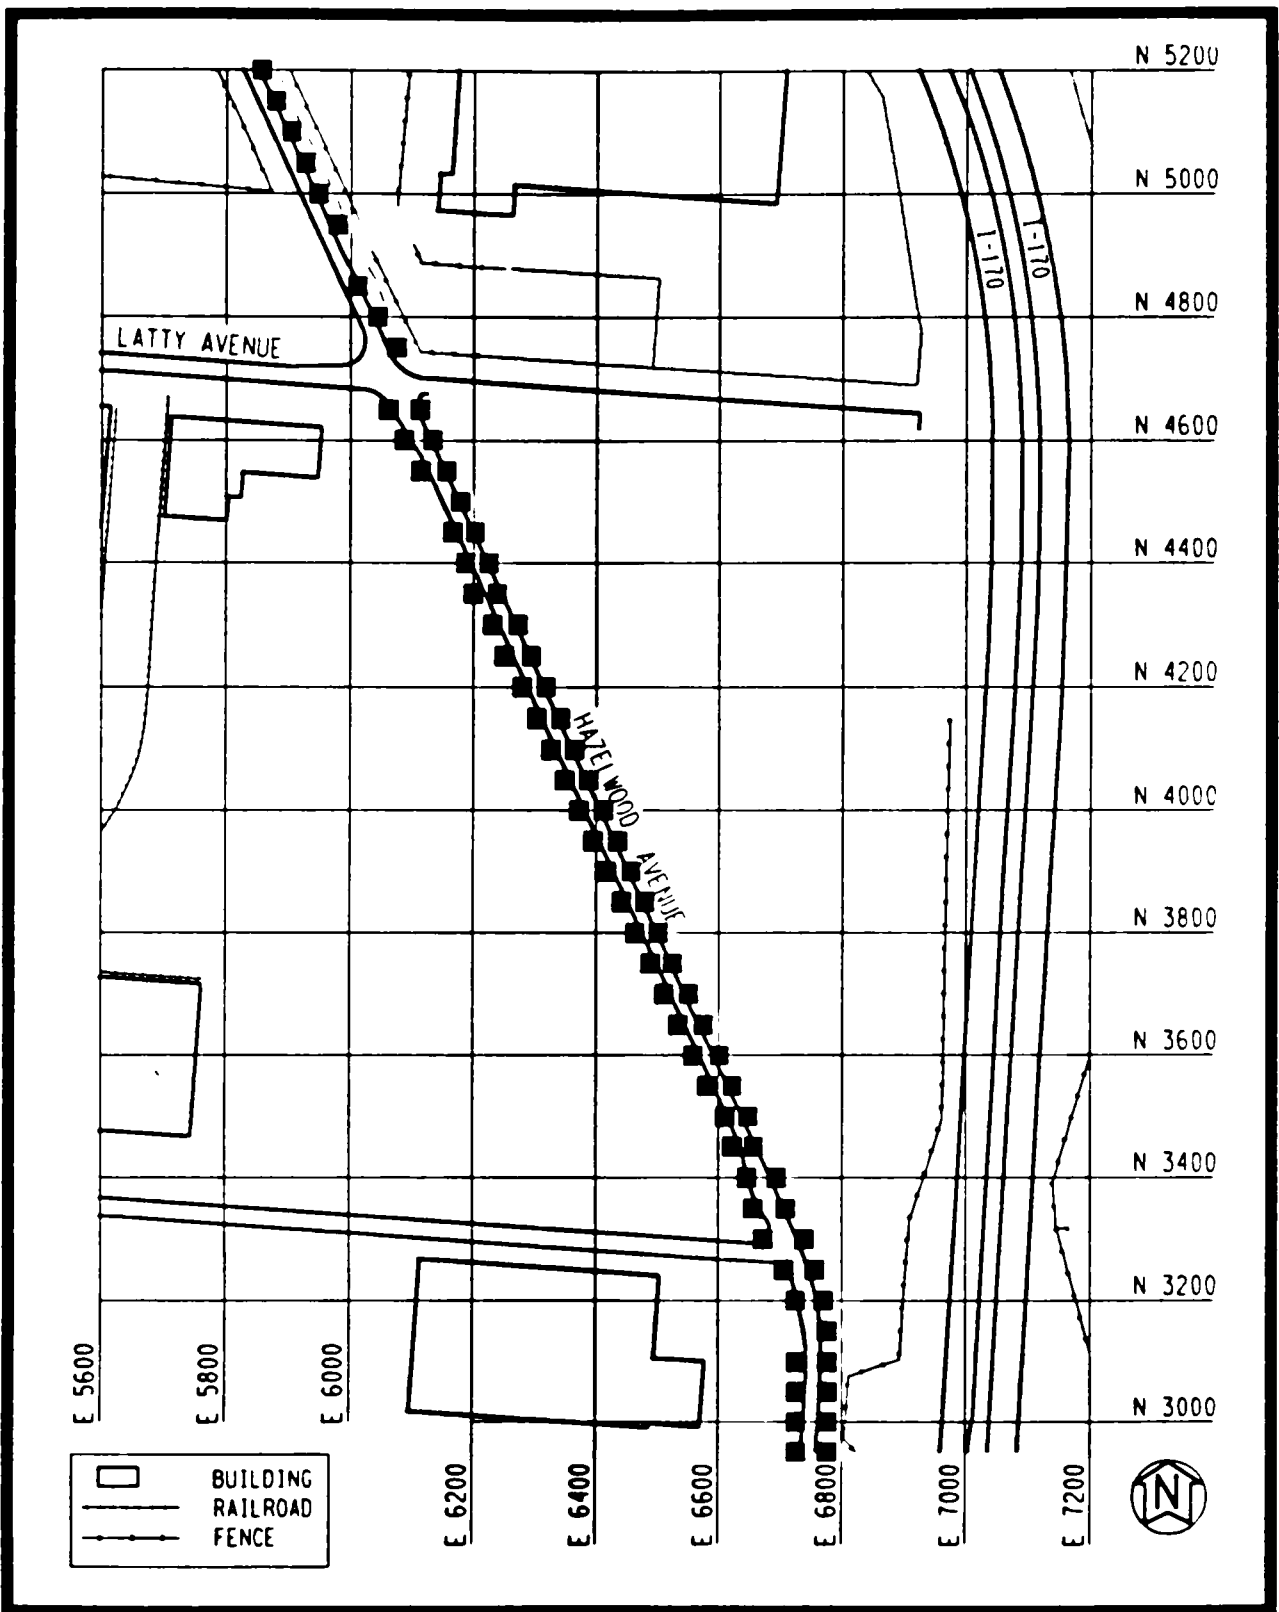 N 5200
N 5000
I-170
I-170
N 4800
LATTY AVENUE
N 4600
N 4400
N 4200
HAZELWOOD AVENUE
N 4000
N 3800
N 3600
N 3400
N 3200
N 3000
E 5600
E 5800
E 6000
E 6200
E 6400
E 6600
E 6800
E 7000
E 7200
BUILDING
RAILROAD
FENCE
N